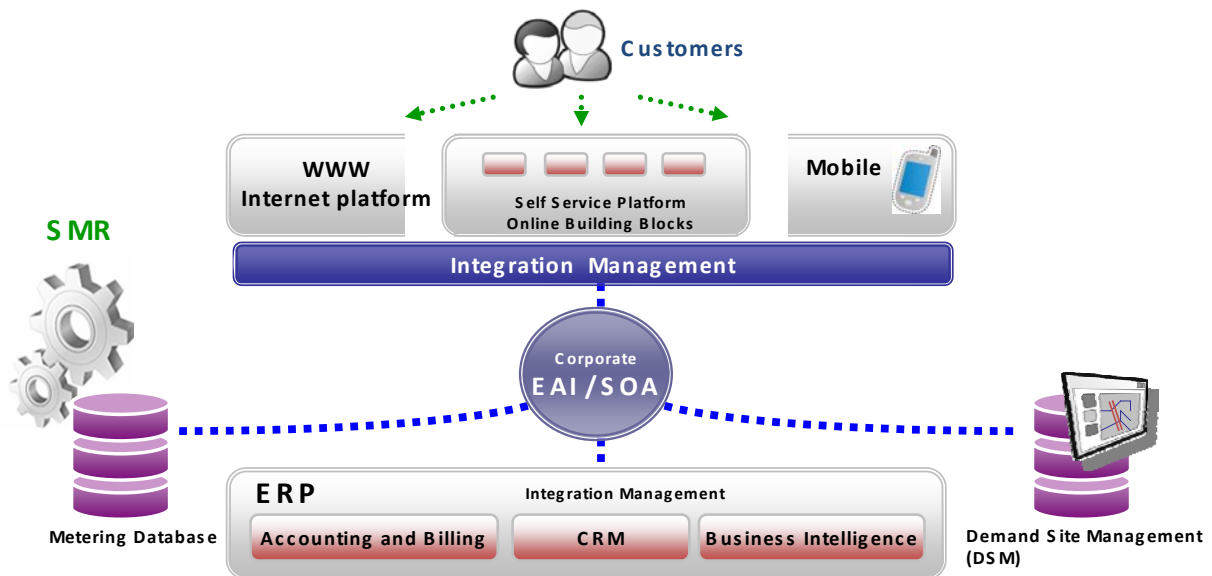 Customers
WWW
Internet platform
Self Service Platform
Online Building Blocks
Mobile
SMR
Integration Management
Corporate
EAI/SOA
ERP
Integration Management
Accounting and Billing
CRM
Business Intelligence
Metering Database
Demand Site Management
(DSM)